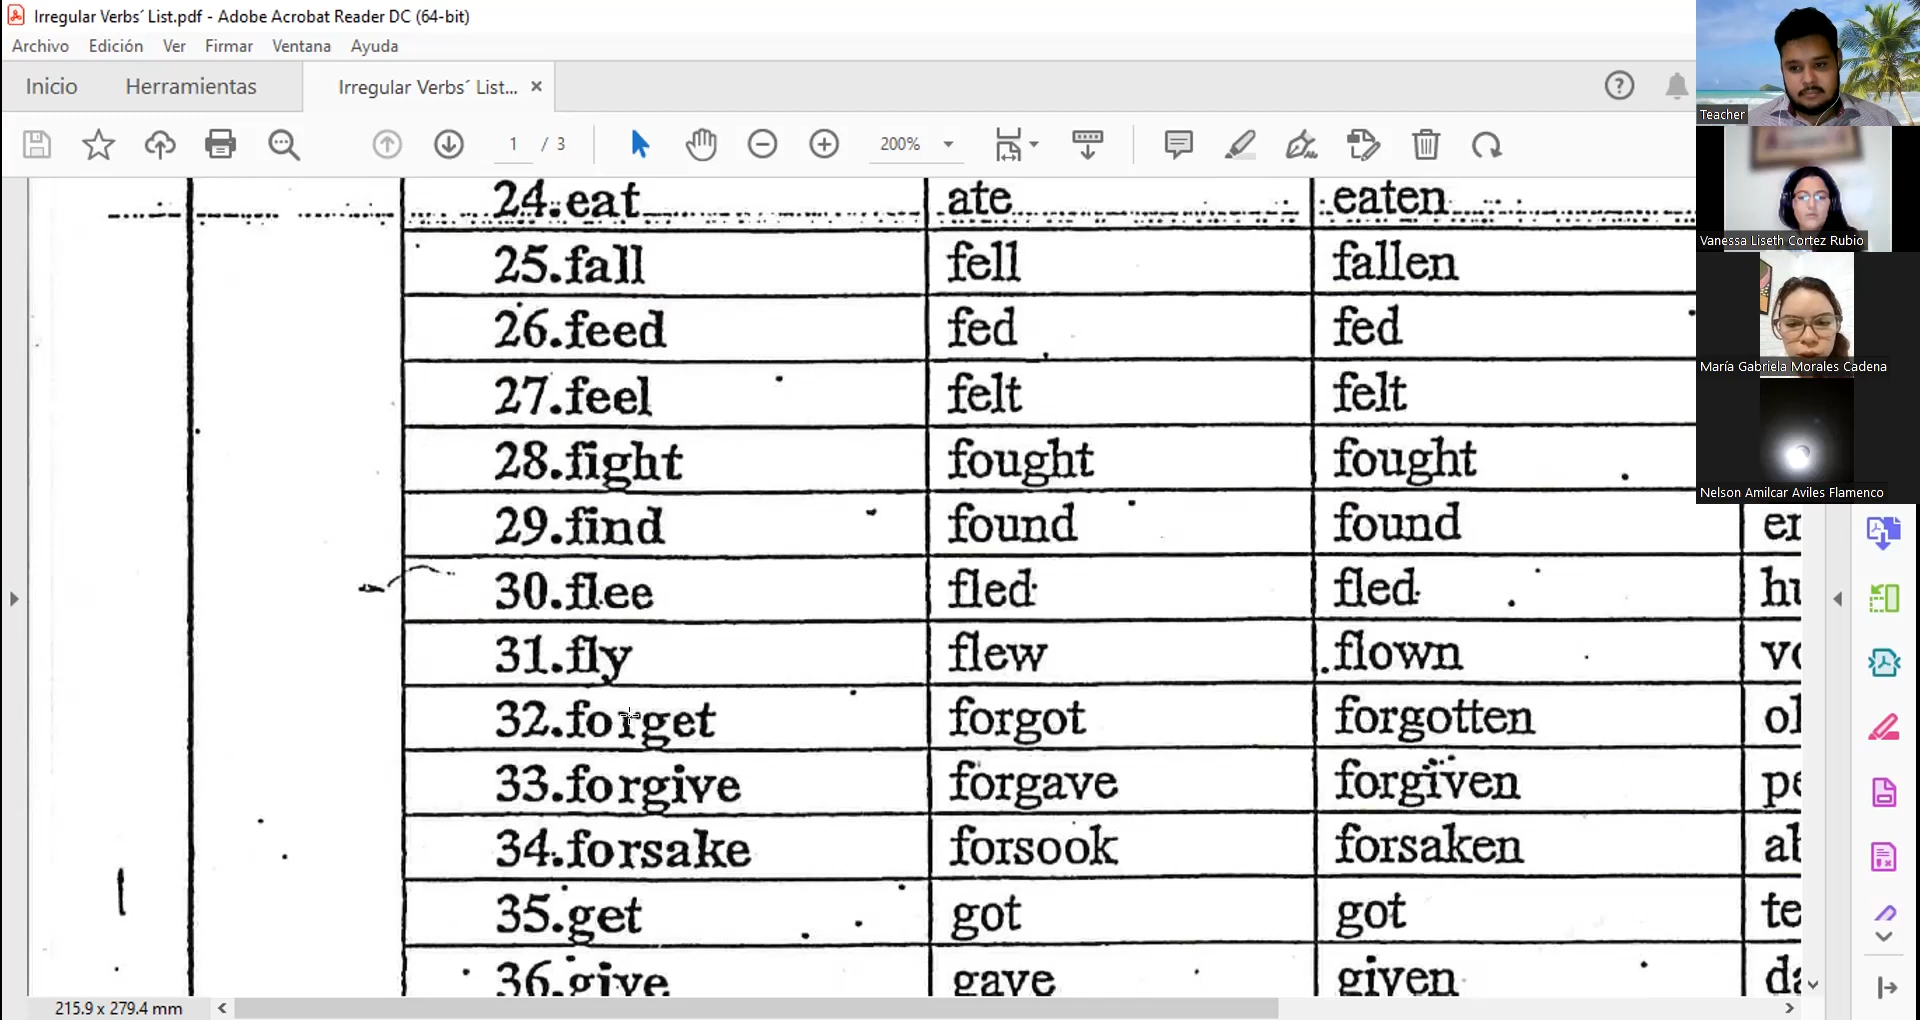 Irregular Verbs´ List.pdf - Adobe Acrobat Reader DC (64-bit)
Archivo Edición Ver Firmar Ventana Ayuda
Inicio Herramientas Irregular Verbs´ List... ×
1 / 3 200%
Teacher
Vanessa Liseth Cortez Rubio
María Gabriela Morales Cadena
Nelson Amilcar Aviles Flamenco
24.eat ate eaten
25.fall fell fallen
26.feed fed fed
27.feel felt felt
28.fight fought fought
29.find found found
30.flee fled fled
31.fly flew flown
32.forget forgot forgotten
33.forgive forgave forgiven
34.forsake forsook forsaken
35.get got got
36.give gave given
215.9 x 279.4 mm